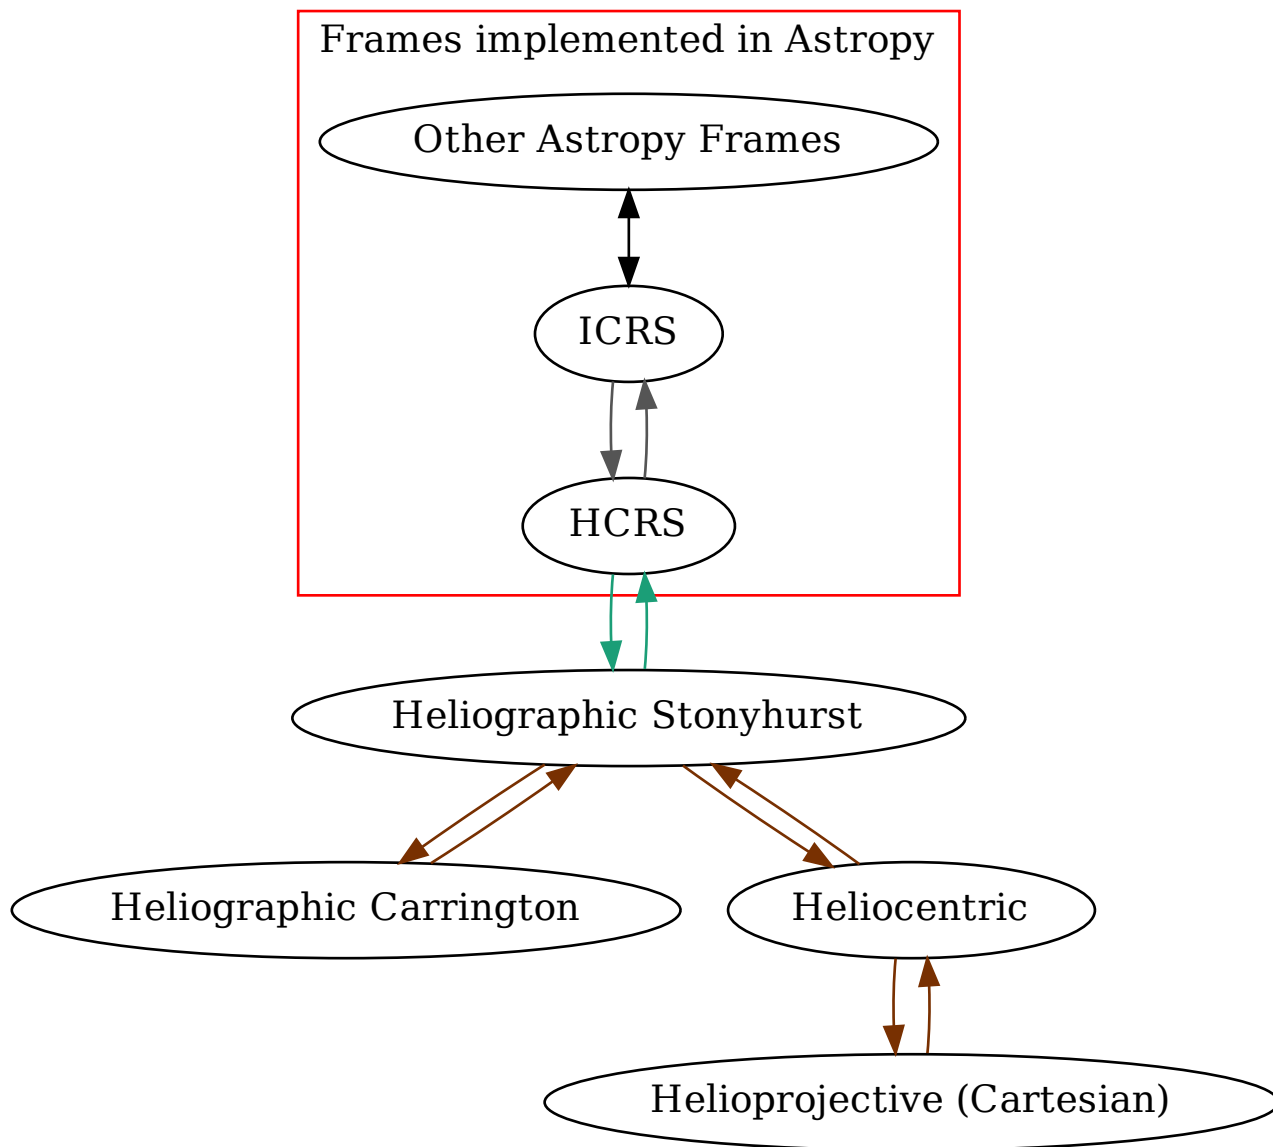 Frames implemented in Astropy
Other Astropy Frames
ICRS
HCRS
Heliographic Stonyhurst
Heliographic Carrington
Heliocentric
Helioprojective (Cartesian)